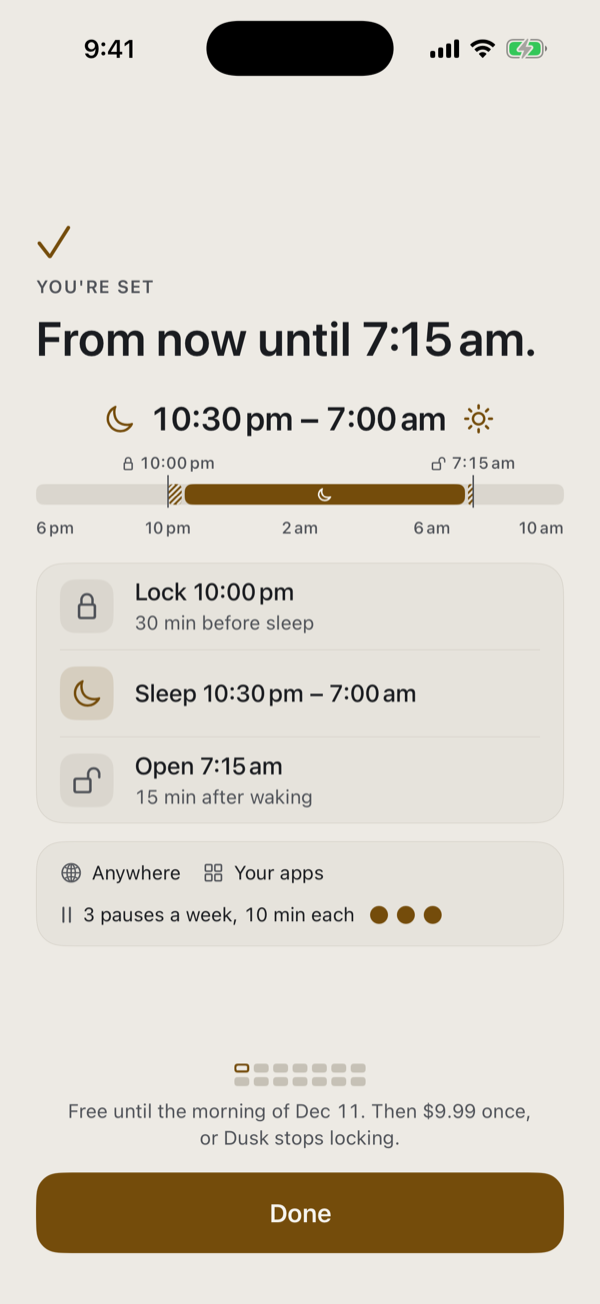 9:41
YOU'RE SET
From now until 7:15 am.
10:30 pm – 7:00 am
10:00 pm 7:15 am
6 pm 10 pm 2 am 6 am 10 am
Lock 10:00 pm
30 min before sleep
Sleep 10:30 pm – 7:00 am
Open 7:15 am
15 min after waking
Anywhere Your apps
3 pauses a week, 10 min each
Free until the morning of Dec 11. Then $9.99 once,
or Dusk stops locking.
Done